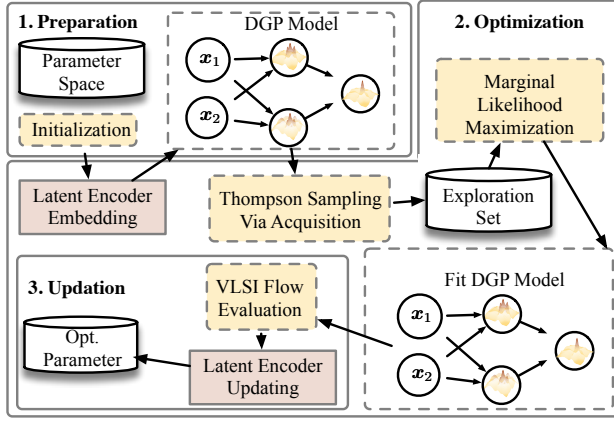 1. Preparation
Parameter
Space
Initialization
Latent Encoder
Embedding
DGP Model
x₁
x₂
2. Optimization
Marginal
Likelihood
Maximization
Thompson Sampling
Via Acquisition
Exploration
Set
Fit DGP Model
x₁
x₂
3. Updation
VLSI Flow
Evaluation
Opt.
Parameter
Latent Encoder
Updating